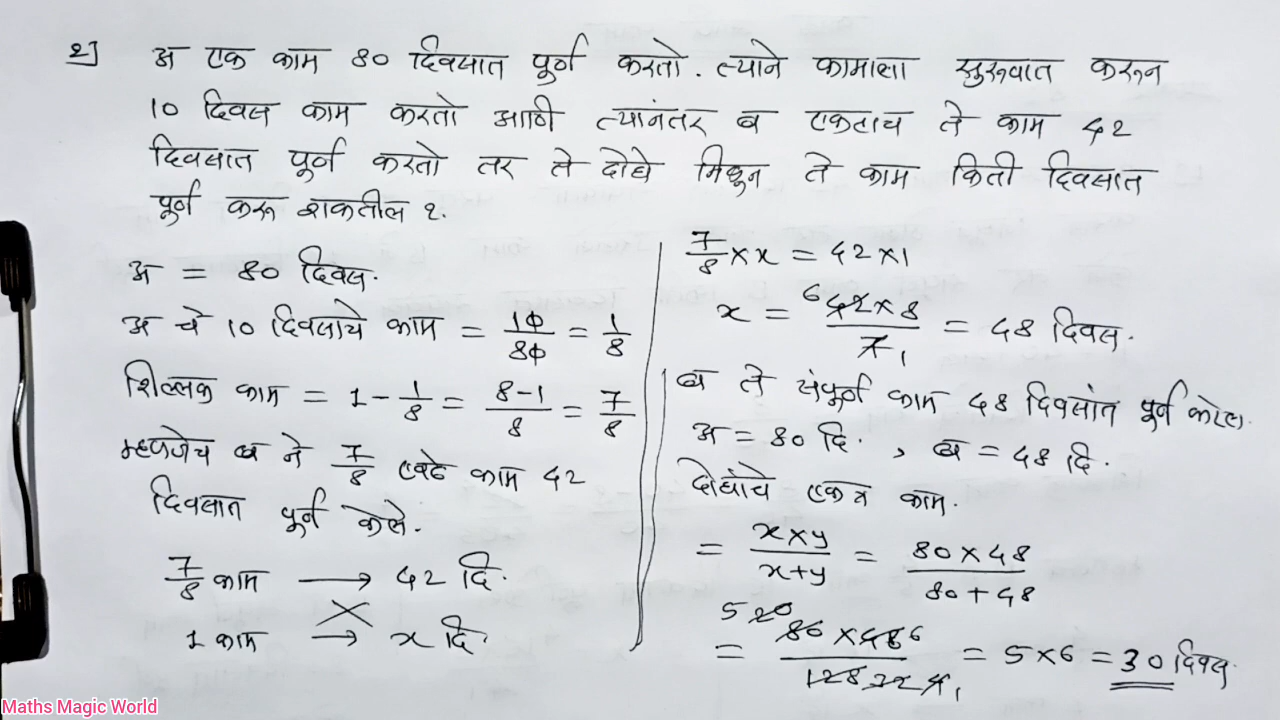 २] अ एक काम 80 दिवसात पूर्ण करतो. त्याने कामाला सुरुवात करून
10 दिवस काम करतो आणि त्यानंतर ब एकटाच ते काम 42
दिवसात पूर्ण करतो तर ते दोघे मिळून ते काम किती दिवसात
पूर्ण करू शकतील ?.
अ = 80 दिवस.
अ चे 10 दिवसाचे काम = 10/80 = 1/8
शिल्लक काम = 1 - 1/8 = 8-1/8 = 7/8
म्हणजेच ब ने 7/8 एवढे काम 42
दिवसात पूर्ण केले.
7/8 काम → 42 दि.
1 काम → x दि.
7/8 × x = 42 × 1
x = 6 42 × 8 / 7 1 = 48 दिवस.
ब ते संपूर्ण काम 48 दिवसांत पूर्ण करेल.
अ = 80 दि. , ब = 48 दि.
दोघांचे एकत्र काम.
= x × y / x + y = 80 × 48 / 80 + 48
= 5 20 80 × 48 6 / 128 32 4 1 = 5 × 6 = 30 दिवस.
Maths Magic World